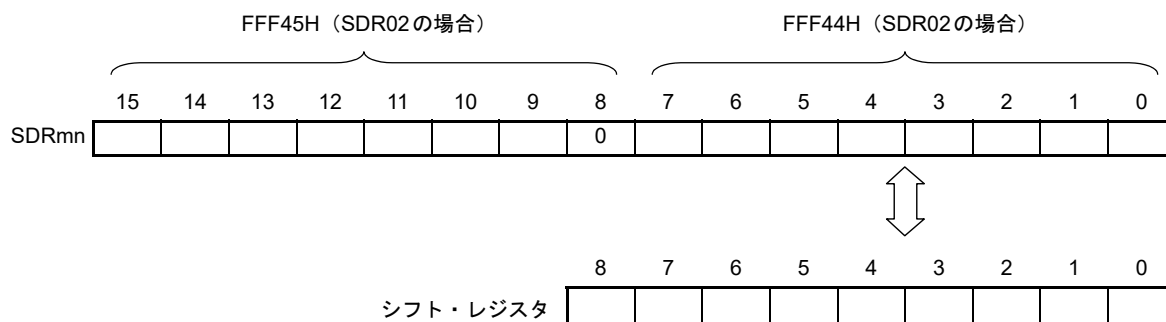 FFF45H（SDR02の場合） FFF44H（SDR02の場合）
15 14 13 12 11 10 9 8 7 6 5 4 3 2 1 0
SDRmn 0
8 7 6 5 4 3 2 1 0
シフト・レジスタ